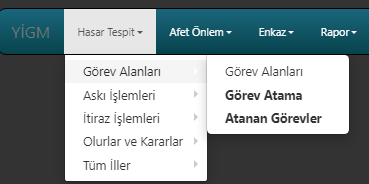 YİGM Hasar Tespit Afet Önlem Enkaz Rapor
Görev Alanları
Askı İşlemleri
İtiraz İşlemleri
Olurlar ve Kararlar
Tüm İller
Görev Alanları
Görev Atama
Atanan Görevler